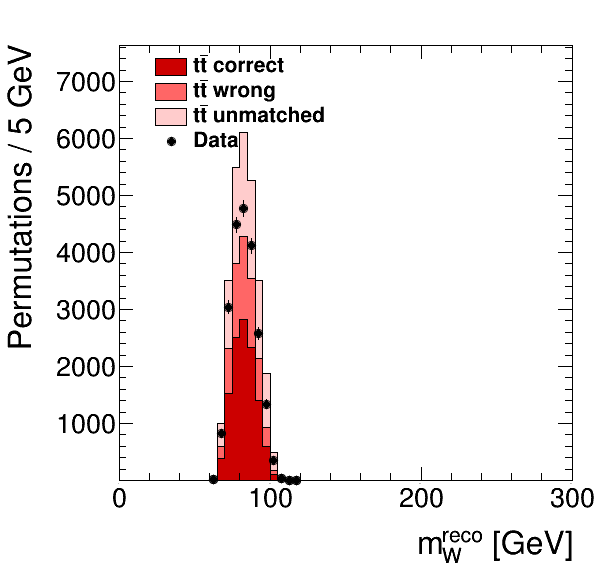 Permutations / 5 GeV
7000
6000
5000
4000
3000
2000
1000
tt̄ correct
tt̄ wrong
tt̄ unmatched
Data
0 100 200 300
m_W^reco [GeV]